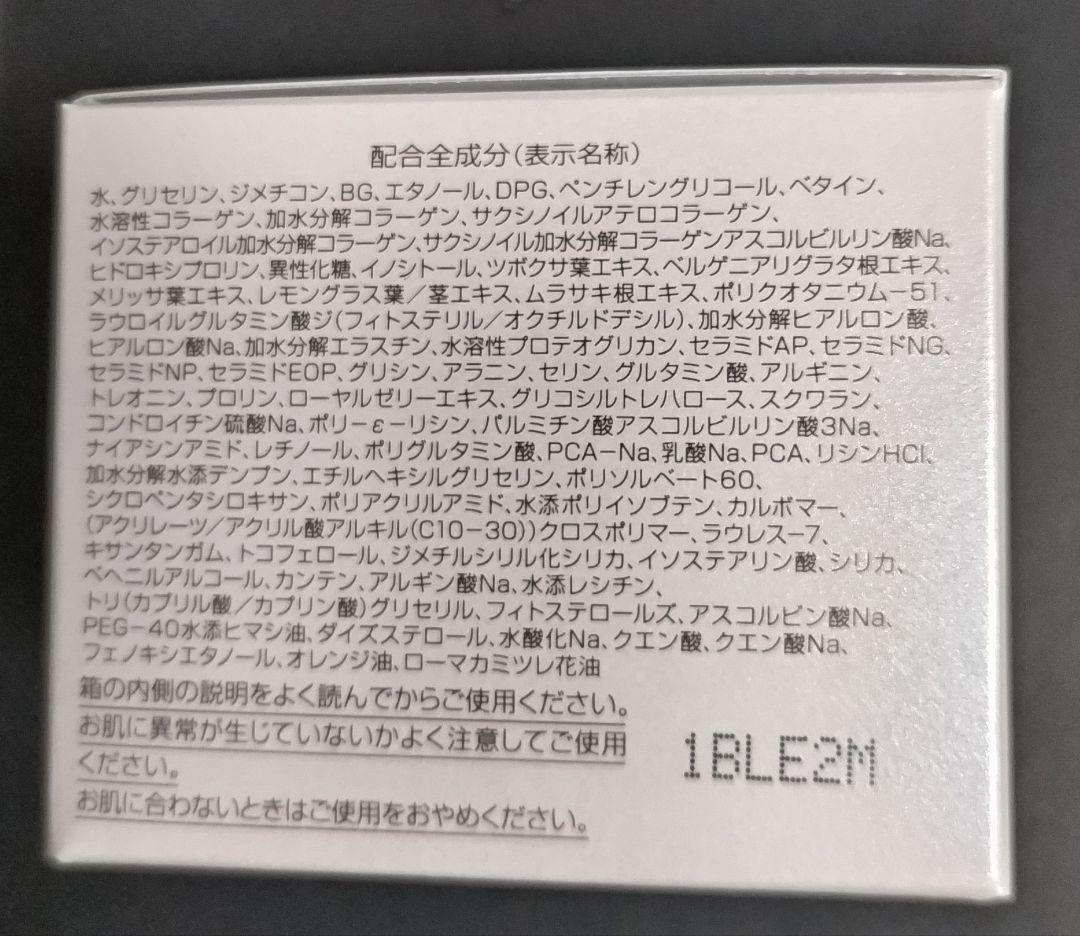 配合全成分（表示名称）
水、グリセリン、ジメチコン、BG、エタノール、DPG、ペンチレングリコール、ベタイン、
水溶性コラーゲン、加水分解コラーゲン、サクシノイルアテロコラーゲン、
イソステアロイル加水分解コラーゲン、サクシノイル加水分解コラーゲンアスコルビルリン酸Na、
ヒドロキシプロリン、異性化糖、イノシトール、ツボクサ葉エキス、ベルゲニアリグラタ根エキス、
メリッサ葉エキス、レモングラス葉／茎エキス、ムラサキ根エキス、ポリクオタニウム－51、
ラウロイルグルタミン酸ジ（フィトステリル／オクチルドデシル）、加水分解ヒアルロン酸、
ヒアルロン酸Na、加水分解エラスチン、水溶性プロテオグリカン、セラミドAP、セラミドNG、
セラミドNP、セラミドEOP、グリシン、アラニン、セリン、グルタミン酸、アルギニン、
トレオニン、プロリン、ローヤルゼリーエキス、グリコシルトレハロース、スクワラン、
コンドロイチン硫酸Na、ポリ－ε－リシン、パルミチン酸アスコルビルリン酸3Na、
ナイアシンアミド、レチノール、ポリグルタミン酸、PCA－Na、乳酸Na、PCA、リシンHCl、
加水分解水添デンプン、エチルヘキシルグリセリン、ポリソルベート60、
シクロペンタシロキサン、ポリアクリルアミド、水添ポリイソブテン、カルボマー、
（アクリレーツ／アクリル酸アルキル（C10－30））クロスポリマー、ラウレス－7、
キサンタンガム、トコフェロール、ジメチルシリル化シリカ、イソステアリン酸、シリカ、
ベヘニルアルコール、カンテン、アルギン酸Na、水添レシチン、
トリ（カプリル酸／カプリン酸）グリセリル、フィトステロールズ、アスコルビン酸Na、
PEG－40水添ヒマシ油、ダイズステロール、水酸化Na、クエン酸、クエン酸Na、
フェノキシエタノール、オレンジ油、ローマカミツレ花油
箱の内側の説明をよく読んでからご使用ください。
お肌に異常が生じていないかよく注意してご使用
ください。
お肌に合わないときはご使用をおやめください。
1BLE2M